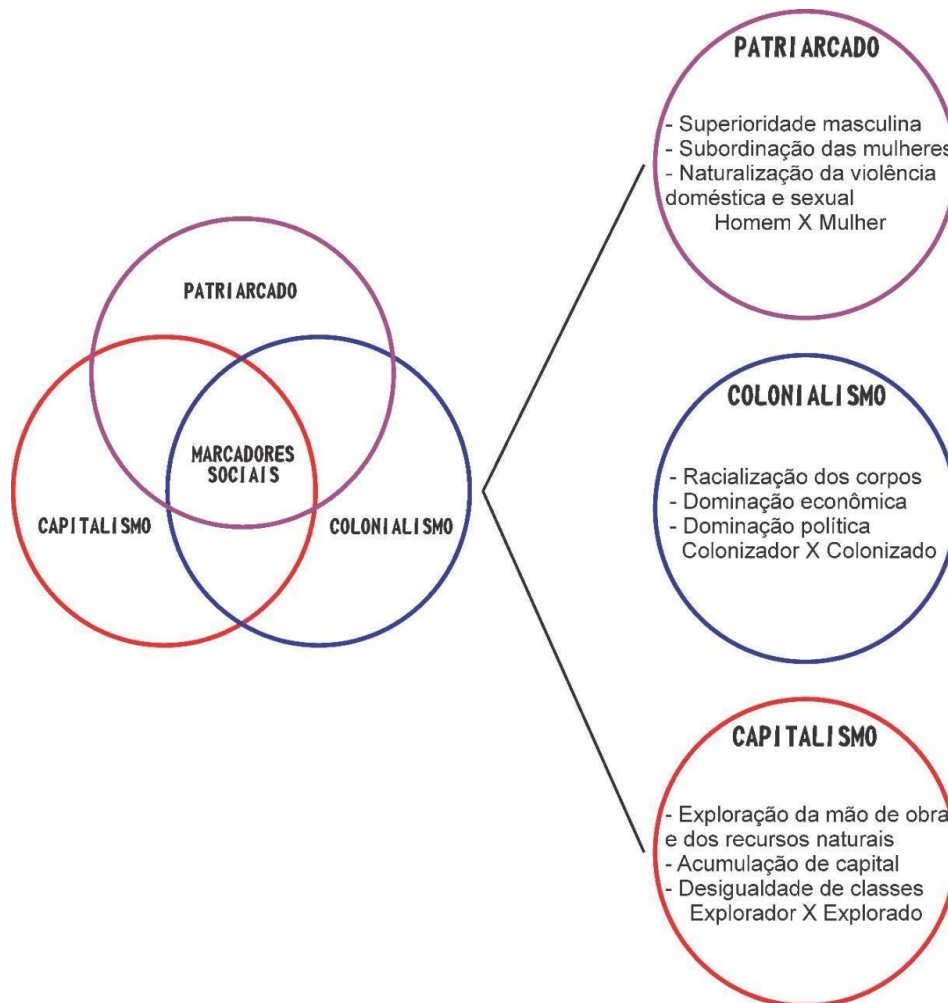 PATRIARCADO
MARCADORES
SOCIAIS
CAPITALISMO
COLONIALISMO
PATRIARCADO
- Superioridade masculina
- Subordinação das mulheres
- Naturalização da violência
doméstica e sexual
Homem X Mulher
COLONIALISMO
- Racialização dos corpos
- Dominação econômica
- Dominação política
Colonizador X Colonizado
CAPITALISMO
- Exploração da mão de obra
e dos recursos naturais
- Acumulação de capital
- Desigualdade de classes
Explorador X Explorado